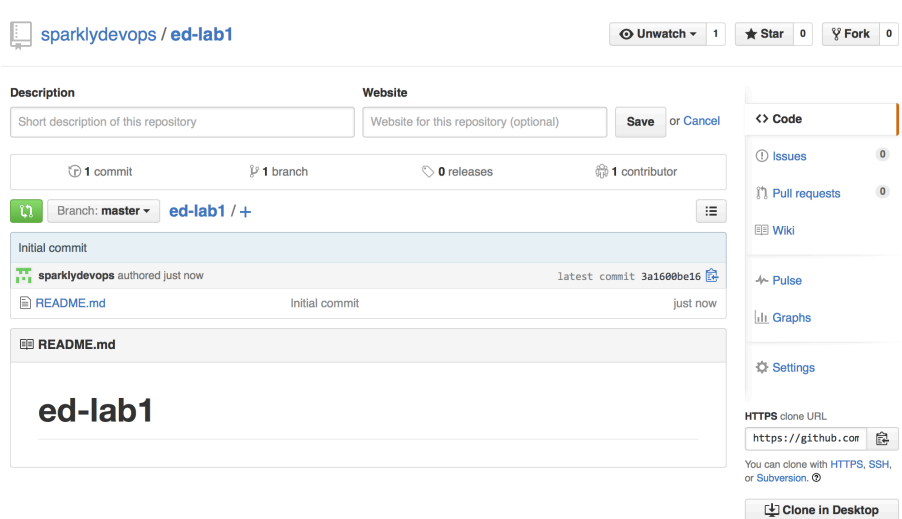 sparklydevops / ed-lab1
Unwatch 1 Star 0 Fork 0
Description Website
Short description of this repository Website for this repository (optional) Save or Cancel
1 commit 1 branch 0 releases 1 contributor
Branch: master ed-lab1 / +
Initial commit
sparklydevops authored just now latest commit 3a1600be16
README.md Initial commit just now
README.md
ed-lab1
<> Code
Issues 0
Pull requests 0
Wiki
Pulse
Graphs
Settings
HTTPS clone URL
https://github.com
You can clone with HTTPS, SSH,
or Subversion.
Clone in Desktop